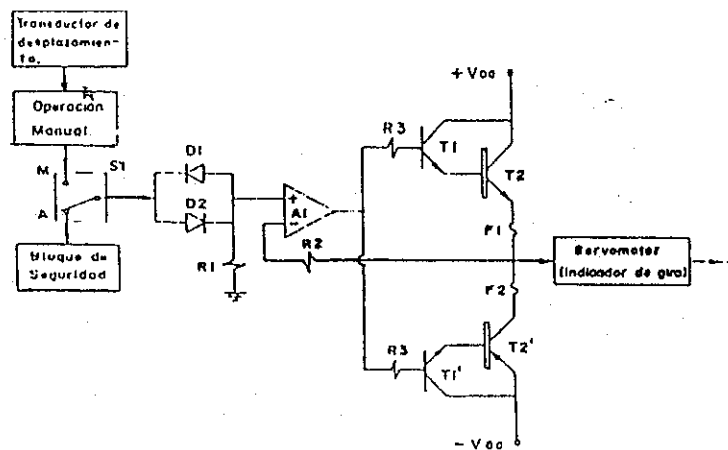 Transductor de
desplazamien-
to.
Operación
Manual.
M
S1
A
Bloque de
Seguridad
D1
D2
R1
+
A1
-
R2
R3
T1
T2
+ Vcc
F1
F2
Servomotor
(Indicador de giro)
R3
T1'
T2'
- Vcc